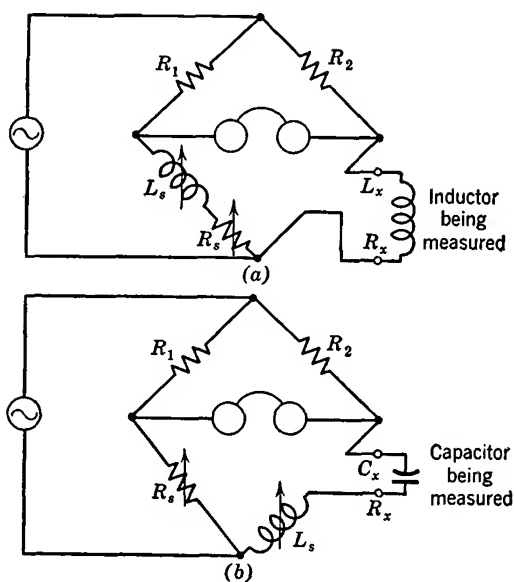 R₁
R₂
Lₛ
Rₛ
Lₓ
Rₓ
Inductor
being
measured
(a)
R₁
R₂
Rₛ
Lₛ
Cₓ
Rₓ
Capacitor
being
measured
(b)